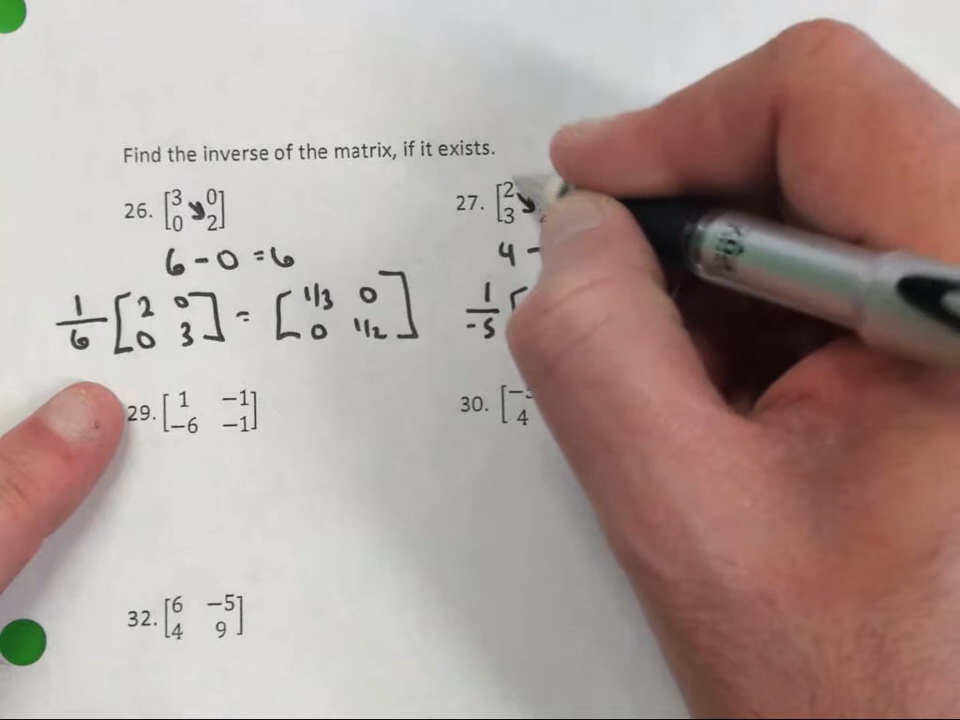 Find the inverse of the matrix, if it exists.
26. [3 0
0 2]
27. [2
3
6 - 0 = 6
4 -
1/6 [2 0
0 3] = [1/3 0
0 1/2]
1/-5 [
29. [1 -1
-6 -1]
30. [
4
32. [6 -5
4 9]